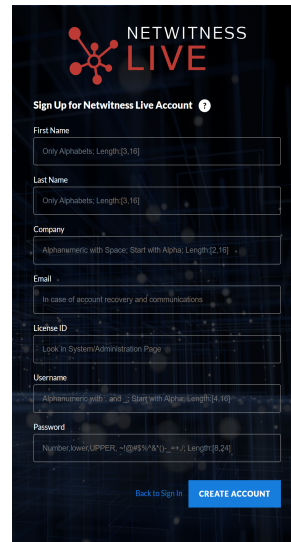 NETWITNESS
LIVE
Sign Up for Netwitness Live Account ?
First Name
Only Alphabets; Length:[3,16]
Last Name
Only Alphabets; Length:[3,16]
Company
Alphanumeric with Space; Start with Alpha; Length:[2,16]
Email
In case of account recovery and communications
License ID
Look in System/Administration Page
Username
Alphanumeric with . and _; Start with Alpha; Length:[4,16]
Password
Number,lower,UPPER, ~!@#$%^&*()-_=+,/; Length:[8,24]
Back to Sign In CREATE ACCOUNT